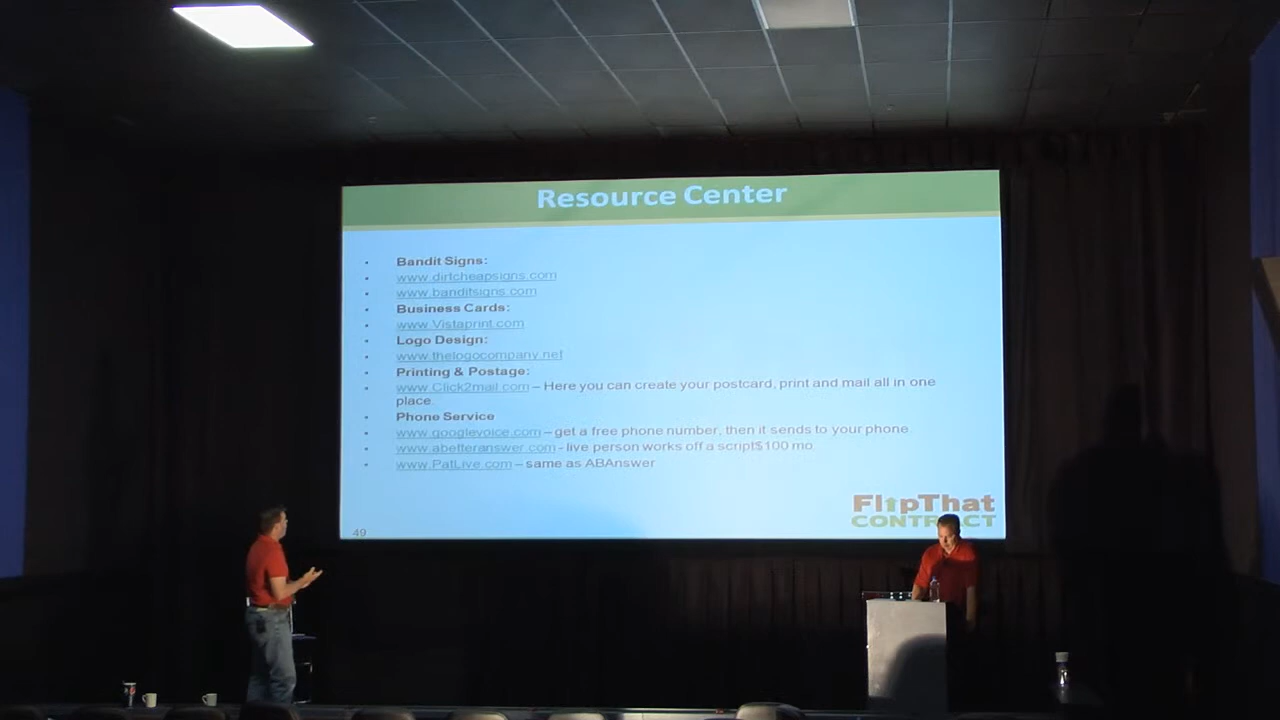 Resource Center
Bandit Signs:
www.dirtcheapsigns.com
www.banditsigns.com
Business Cards:
www.Vistaprint.com
Logo Design:
www.thelogocompany.net
Printing & Postage:
www.Click2mail.com – Here you can create your postcard, print and mail all in one
place.
Phone Service
www.googlevoice.com – get a free phone number, then it sends to your phone.
www.abetteranswer.com - live person works off a script$100 mo
www.PatLive.com – same as ABAnswer
FlipThat
CONTRACT
49